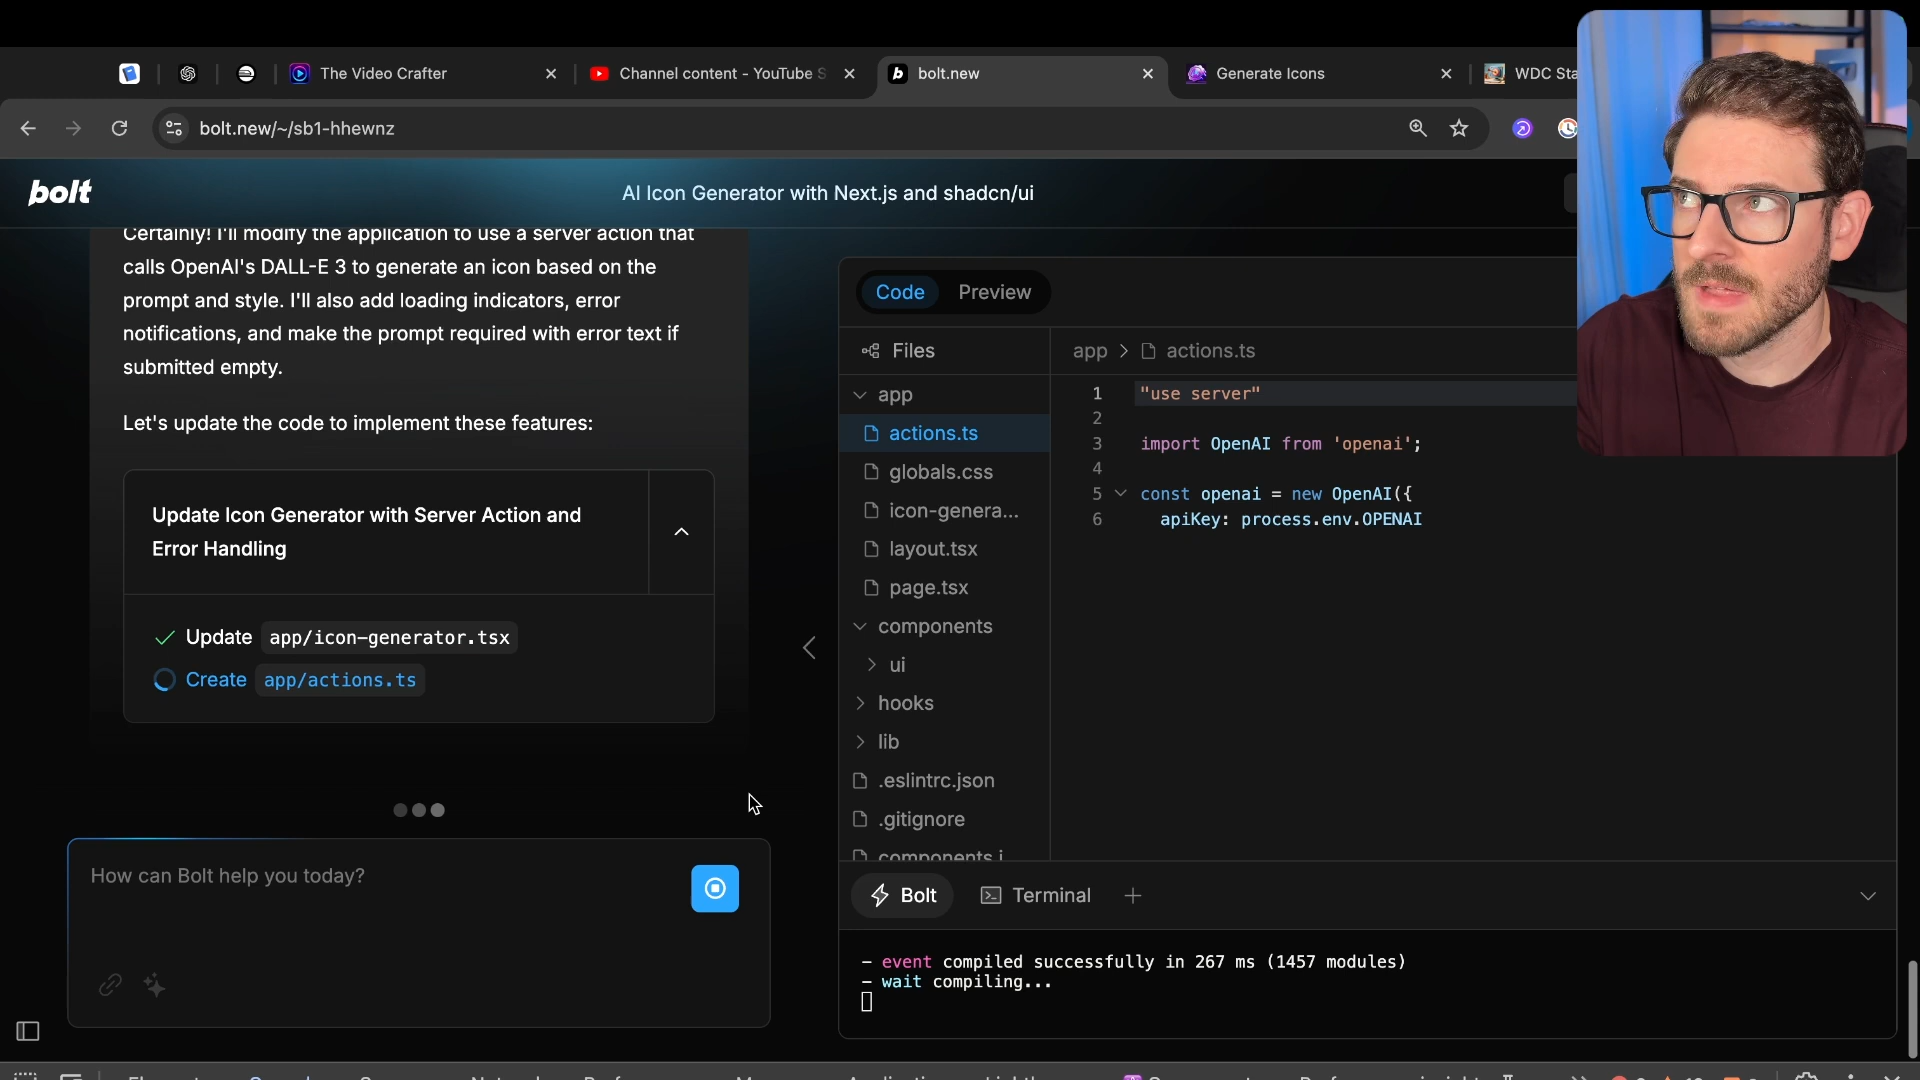 The Video Crafter
Channel content - YouTube S
bolt.new
Generate Icons
WDC Sta
bolt.new/~/sb1-hhewnz
bolt
AI Icon Generator with Next.js and shadcn/ui
Certainly! I'll modify the application to use a server action that
calls OpenAI's DALL-E 3 to generate an icon based on the
prompt and style. I'll also add loading indicators, error
notifications, and make the prompt required with error text if
submitted empty.
Let's update the code to implement these features:
Update Icon Generator with Server Action and
Error Handling
Update app/icon-generator.tsx
Create app/actions.ts
How can Bolt help you today?
Code Preview
Files
app
actions.ts
globals.css
icon-genera...
layout.tsx
page.tsx
components
ui
hooks
lib
.eslintrc.json
.gitignore
components.j
app > actions.ts
1 "use server"
2
3 import OpenAI from 'openai';
4
5 const openai = new OpenAI({
6 apiKey: process.env.OPENAI
Bolt
Terminal
- event compiled successfully in 267 ms (1457 modules)
- wait compiling...